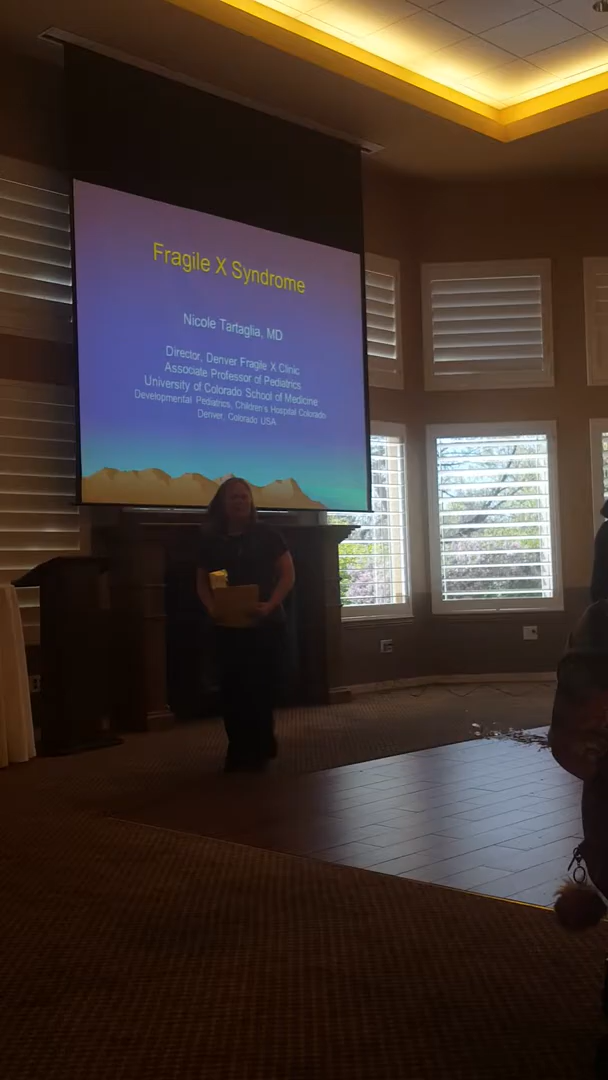 Fragile X Syndrome
Nicole Tartaglia, MD
Director, Denver Fragile X Clinic
Associate Professor of Pediatrics
University of Colorado School of Medicine
Developmental Pediatrics, Children's Hospital Colorado
Denver, Colorado USA